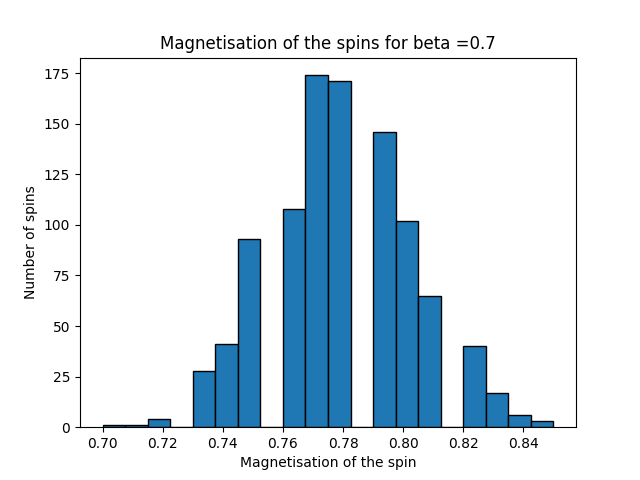 Magnetisation of the spins for beta =0.7
175
150
125
100
75
50
25
0
Number of spins
0.70 0.72 0.74 0.76 0.78 0.80 0.82 0.84
Magnetisation of the spin